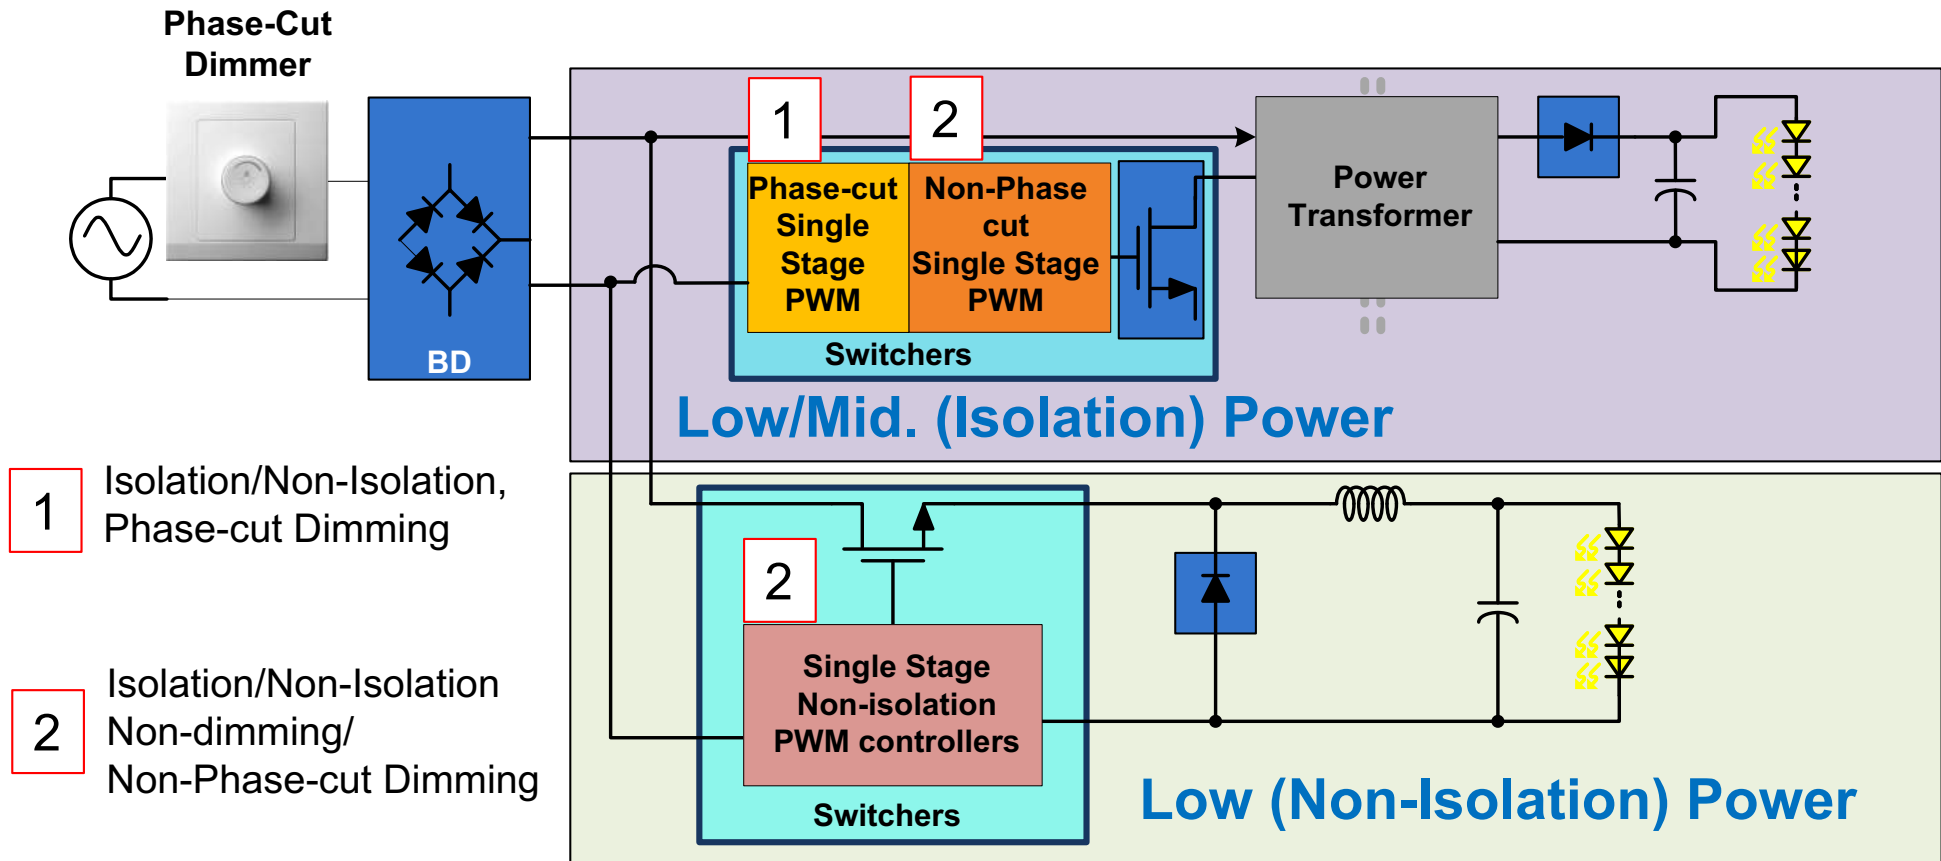 Phase-Cut
Dimmer
BD
1
2
Phase-cut
Single
Stage
PWM
Non-Phase
cut
Single Stage
PWM
Switchers
Power
Transformer
Low/Mid. (Isolation) Power
1
Isolation/Non-Isolation,
Phase-cut Dimming
2
Isolation/Non-Isolation
Non-dimming/
Non-Phase-cut Dimming
2
Single Stage
Non-isolation
PWM controllers
Switchers
Low (Non-Isolation) Power